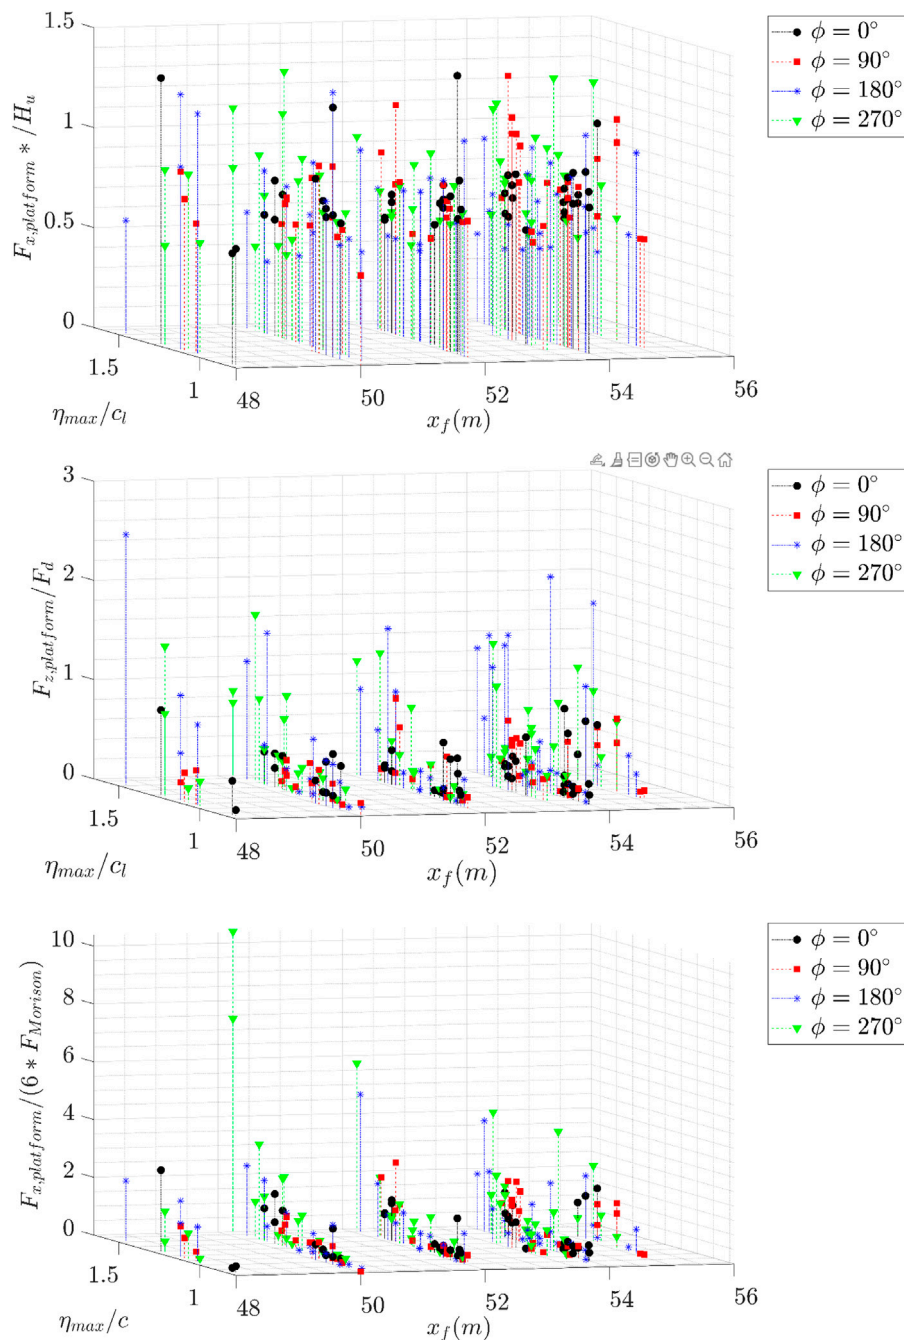 1.5
1
0.5
0
F_{x,platform} * /H_u
1.5
1
η_{max}/c_l
48
50
52
54
56
x_f(m)
ϕ = 0°
ϕ = 90°
ϕ = 180°
ϕ = 270°
3
2
1
0
F_{z,platform}/F_d
1.5
1
η_{max}/c_l
48
50
52
54
56
x_f(m)
ϕ = 0°
ϕ = 90°
ϕ = 180°
ϕ = 270°
10
8
6
4
2
0
F_{x,platform}/(6 * F_{Morison})
1.5
1
η_{max}/c
48
50
52
54
56
x_f(m)
ϕ = 0°
ϕ = 90°
ϕ = 180°
ϕ = 270°